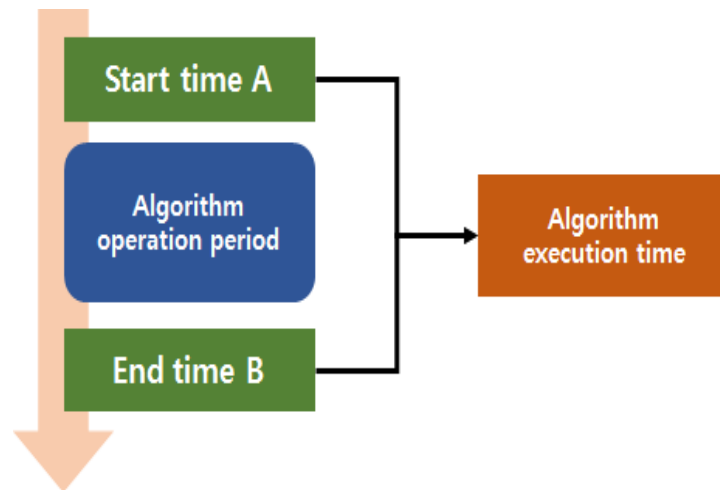 Start time A
Algorithm
operation period
End time B
Algorithm
execution time